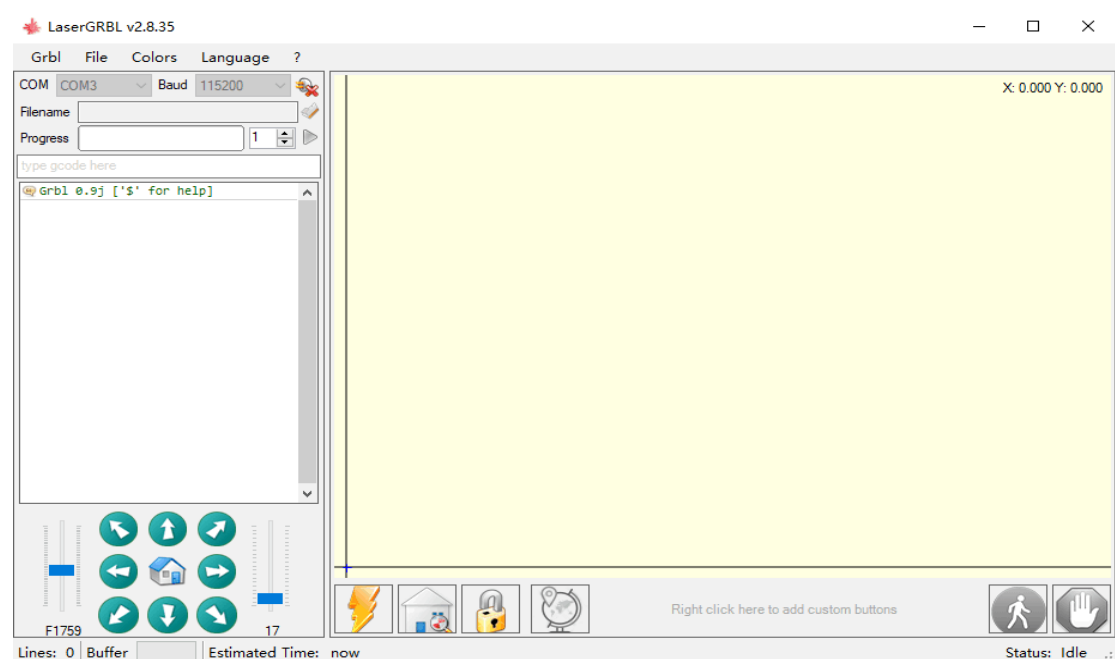 LaserGRBL v2.8.35
Grbl File Colors Language ?
COM COM3 Baud 115200
X: 0.000 Y: 0.000
Filename
Progress 1
type gcode here
Grbl 0.9j ['$' for help]
Right click here to add custom buttons
F1759 17
Lines: 0 Buffer Estimated Time: now Status: Idle